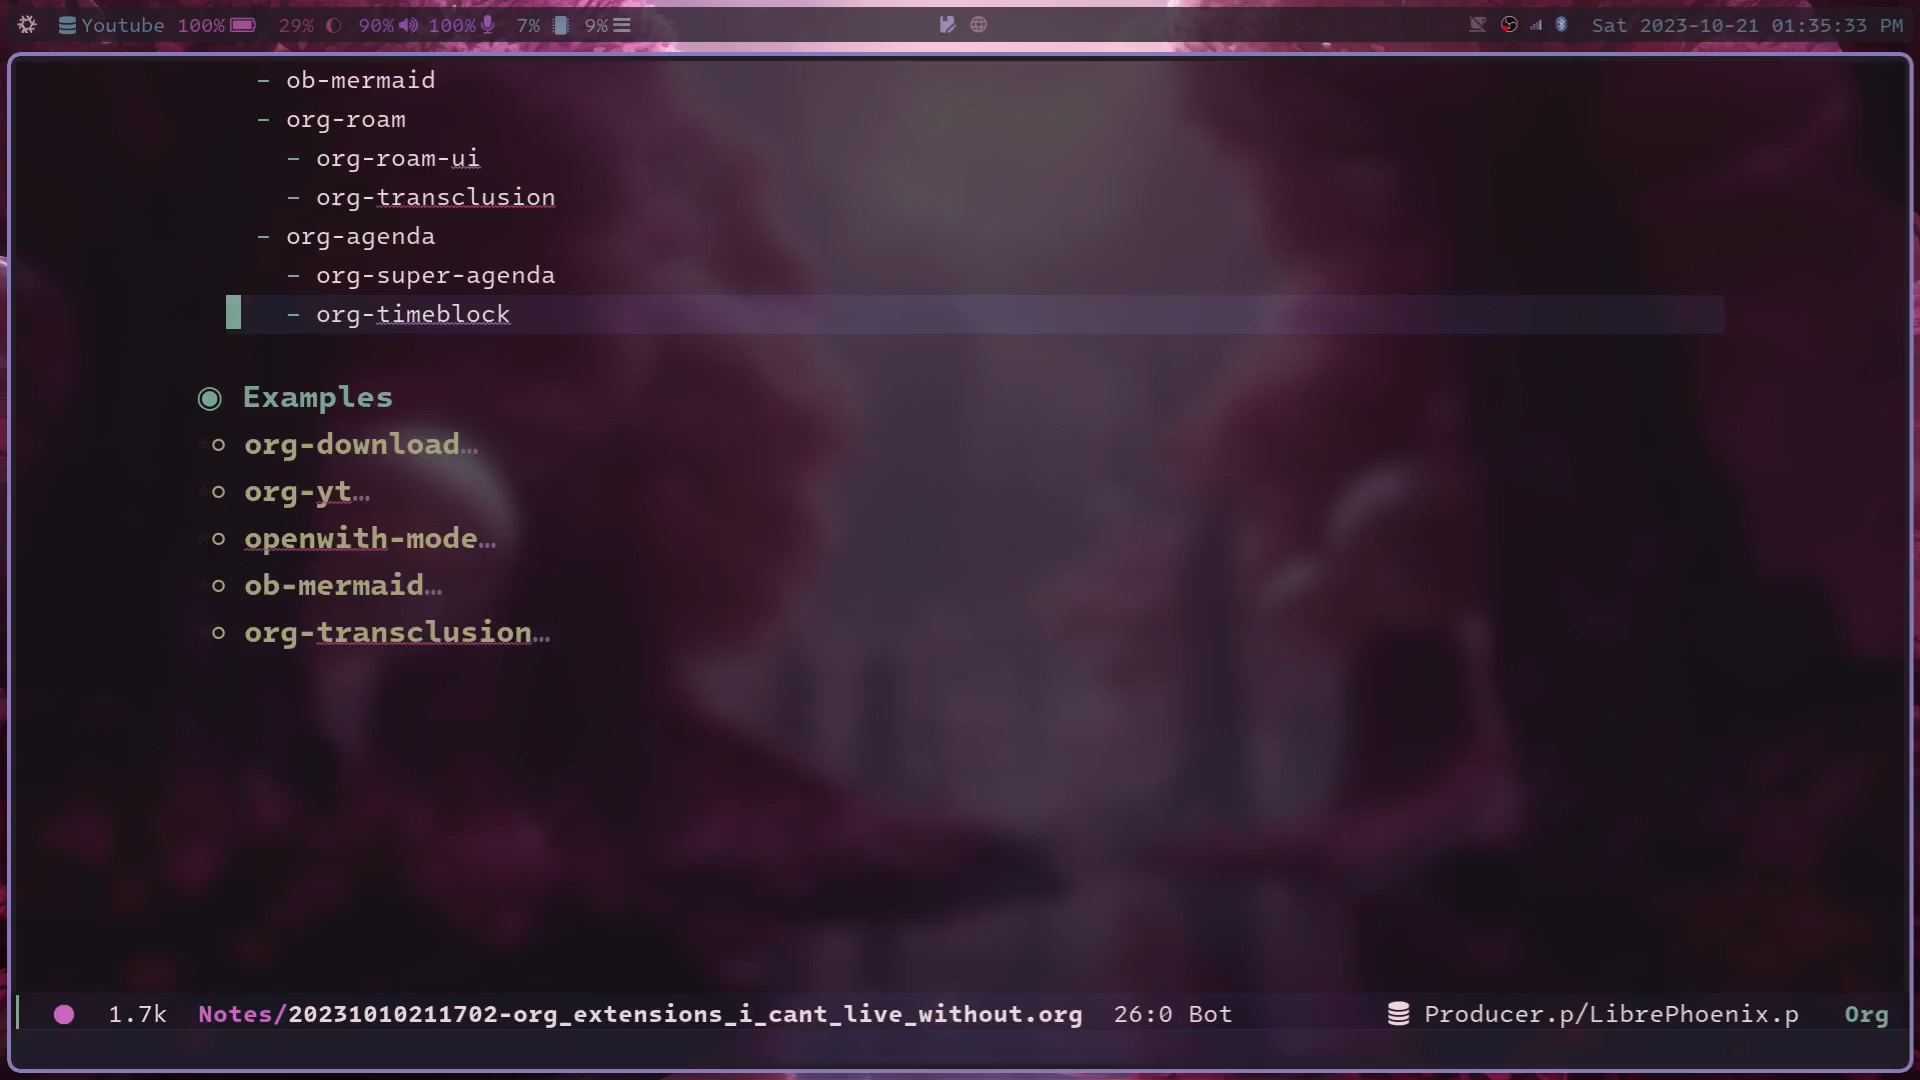 Youtube 100% 29% 90% 100% 7% 9% Sat 2023-10-21 01:35:33 PM
- ob-mermaid
- org-roam
- org-roam-ui
- org-transclusion
- org-agenda
- org-super-agenda
- org-timeblock
Examples
org-download…
org-yt…
openwith-mode…
ob-mermaid…
org-transclusion…
1.7k Notes/20231010211702-org_extensions_i_cant_live_without.org 26:0 Bot Producer.p/LibrePhoenix.p Org